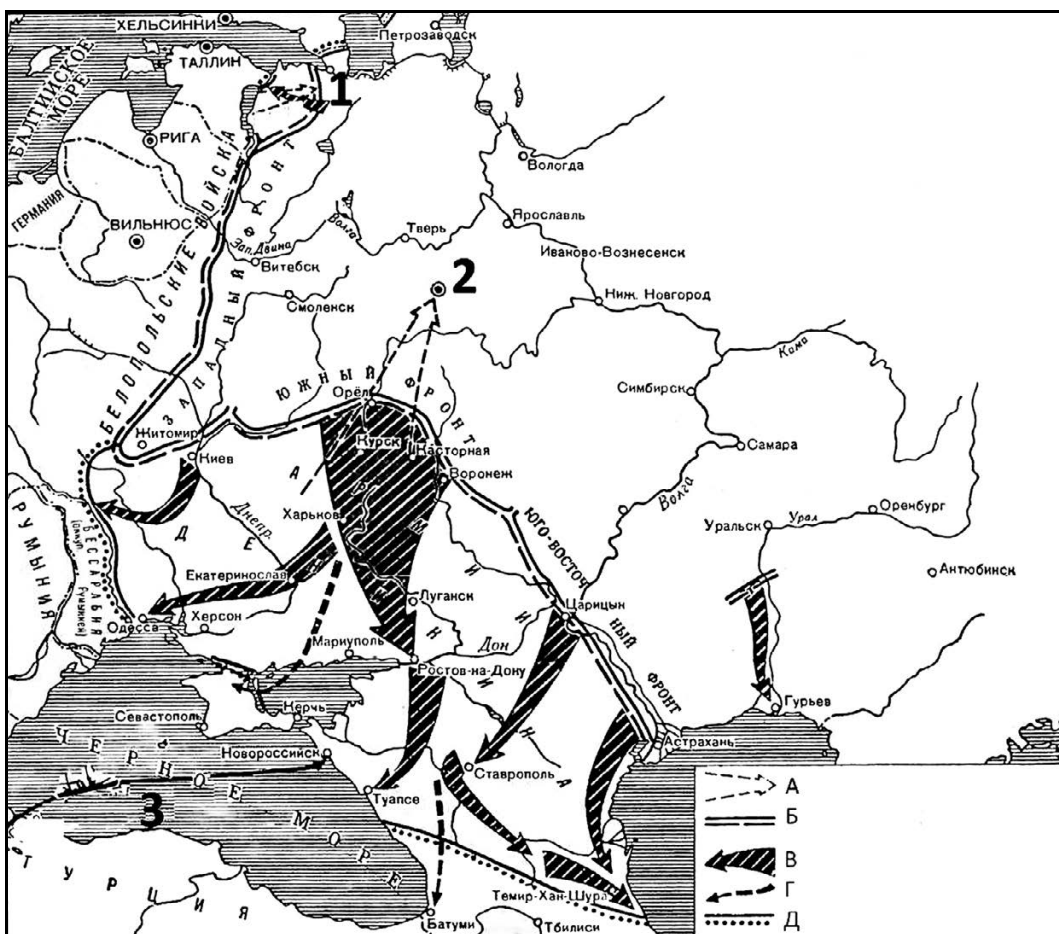 ХЕЛЬСИНКИ
Петрозаводск
ТАЛЛИН
БАЛТИЙСКОЕ
МОРЕ
1
РИГА
Вологда
ГЕРМАНИЯ
ВИЛЬНЮС
Зап. Двина
Волга
Тверь
Ярославль
Иваново-Вознесенск
Витебск
2
Смоленск
Ниж. Новгород
БЕЛОПОЛЬСКИЕ ВОЙСКА
ЗАПАДНЫЙ ФРОНТ
Кама
ЮЖНЫЙ ФРОНТ
Орёл
Симбирск
Житомир
Курск
Касторная
Самара
Киев
Воронеж
Волга
Оренбург
Днепр
Харьков
Уральск
Урал
АРМИИ
ДЕНИКИНА
ЮГО-ВОСТОЧНЫЙ ФРОНТ
Антюбинск
РУМЫНИЯ
БЕССАРАБИЯ
Екатеринослав
Луганск
Царицын
Одесса
Херсон
Мариуполь
Дон
Ростов-на-Дону
Гурьев
Севастополь
Керчь
Астрахань
Новороссийск
Ставрополь
ЧЕРНОЕ МОРЕ
3
Туапсе
ТУРЦИЯ
Темир-Хан-Шура
Батуми
Тбилиси
А
Б
В
Г
Д